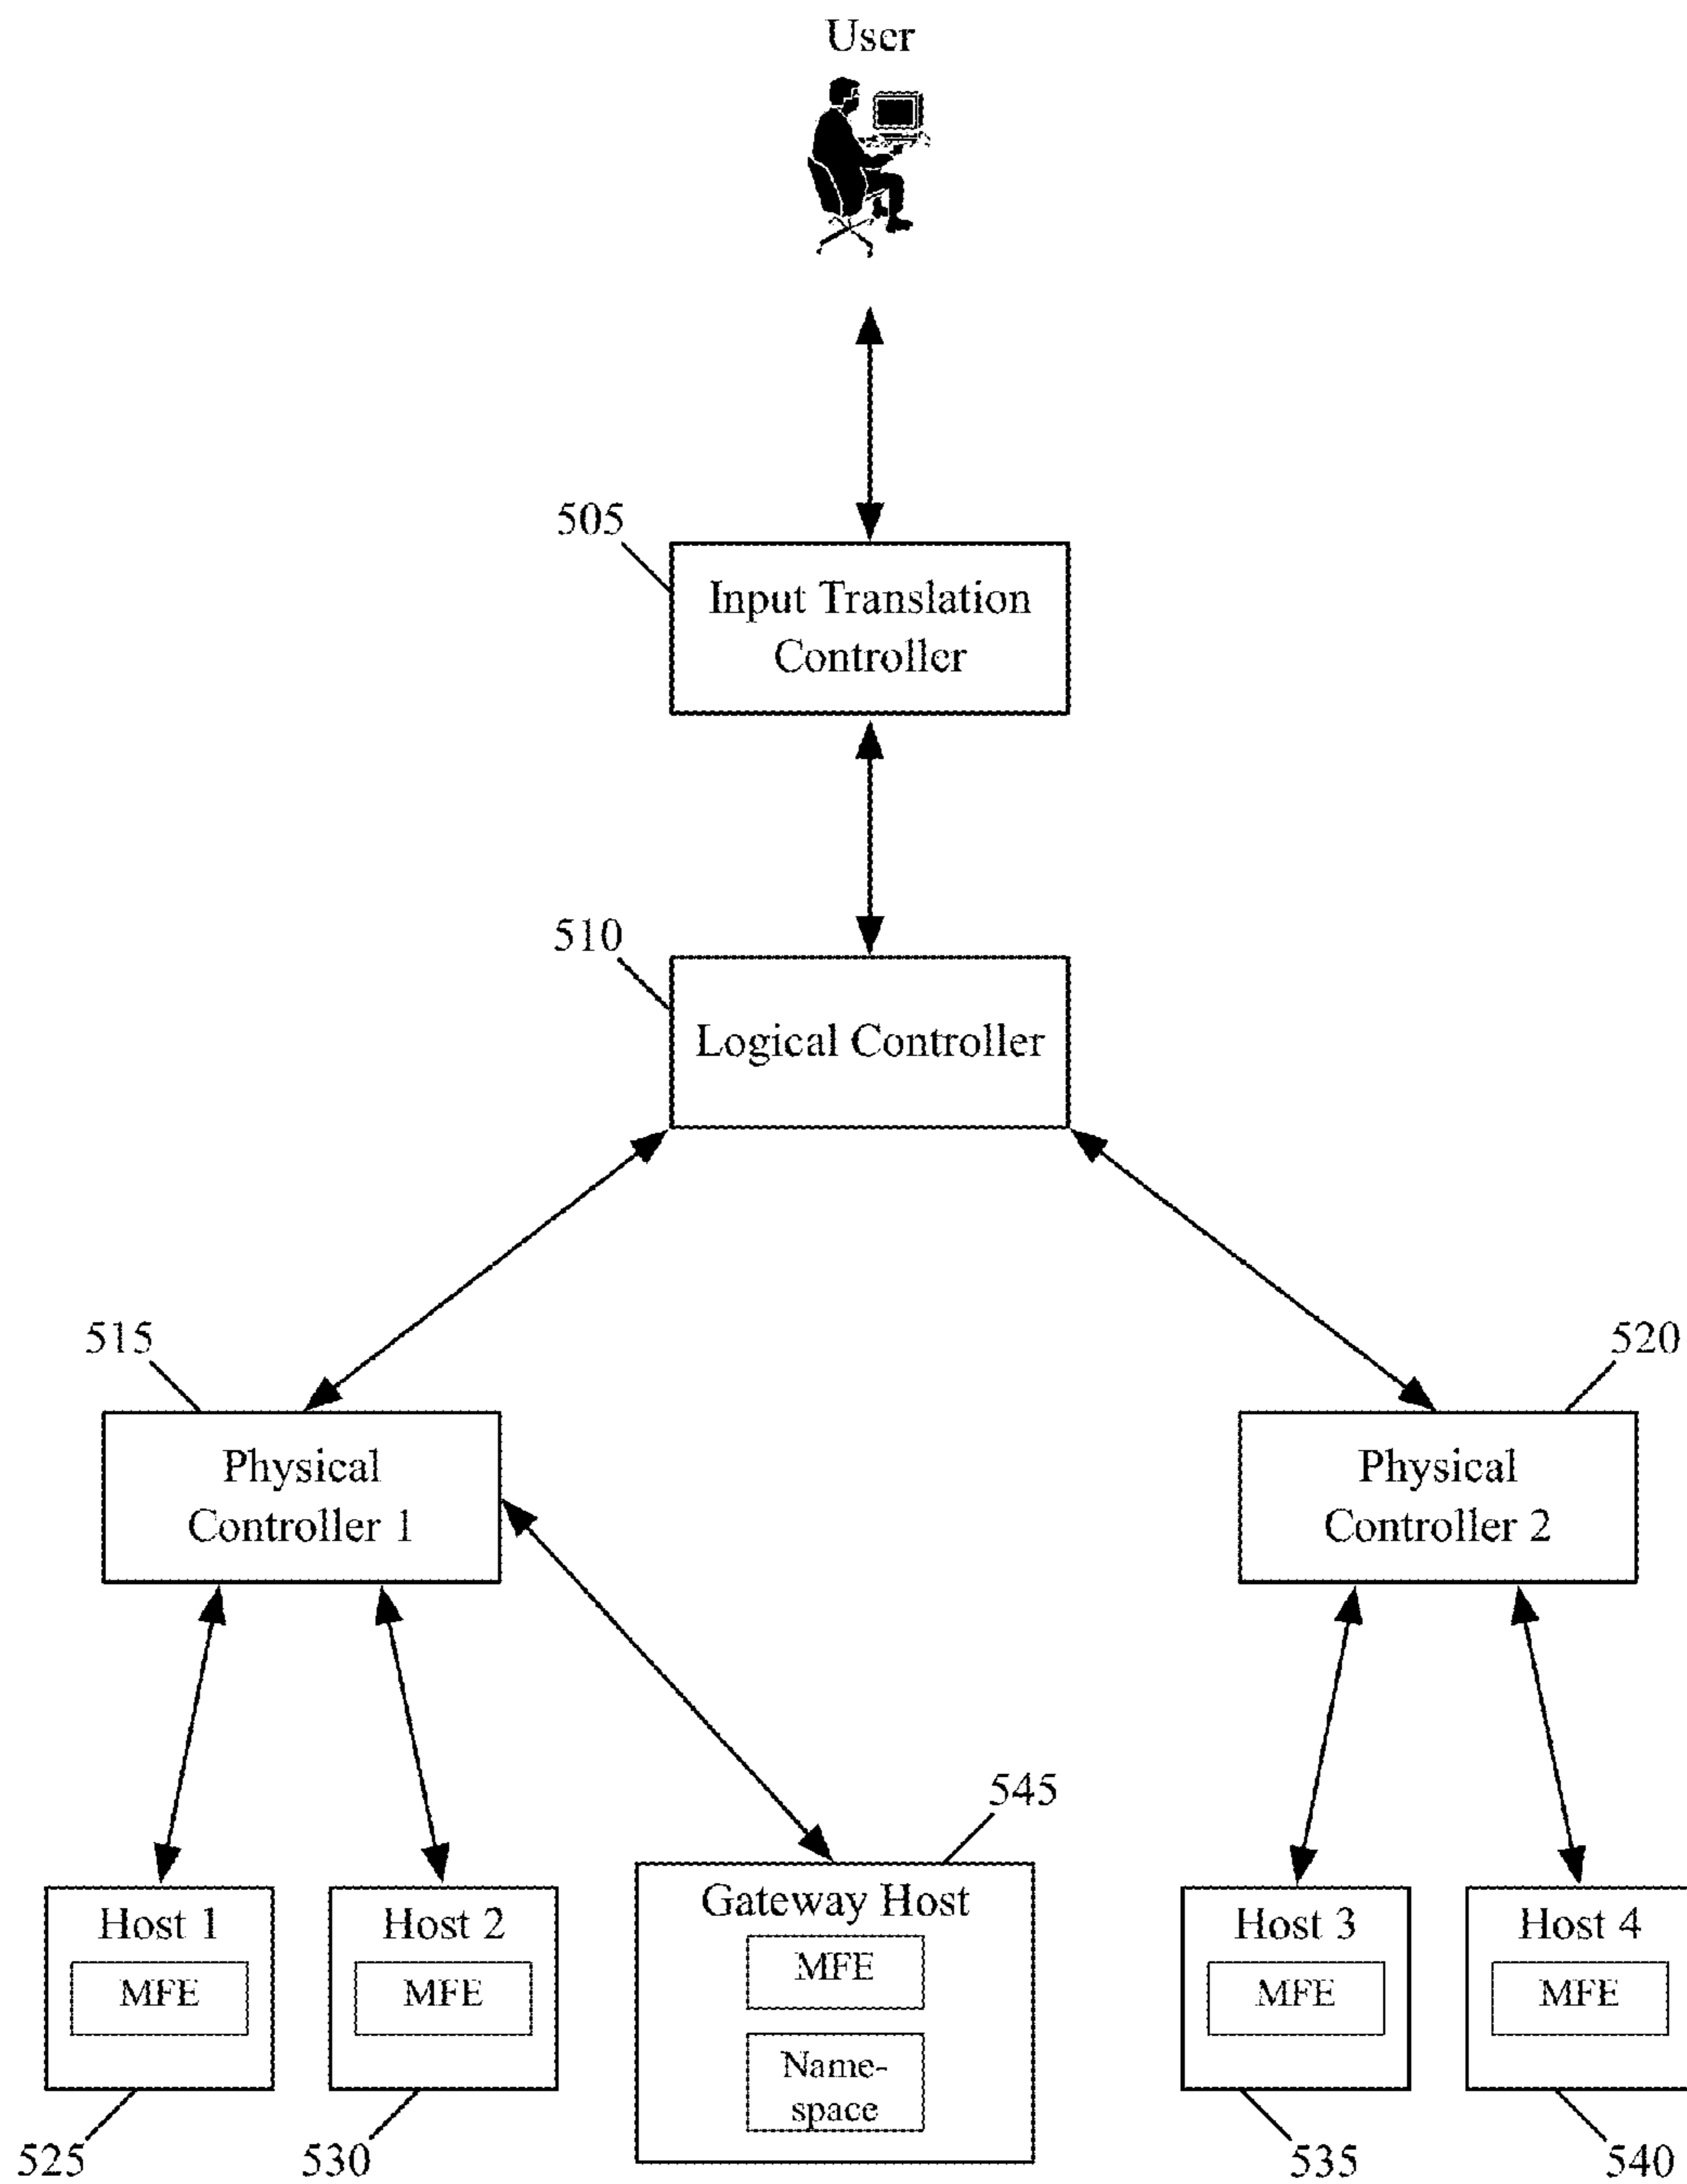 User
505
Input Translation
Controller
510
Logical Controller
515
520
Physical
Controller 1
Physical
Controller 2
545
Host 1
MFE
Host 2
MFE
Gateway Host
MFE
Name-
space
Host 3
MFE
Host 4
MFE
525
530
535
540